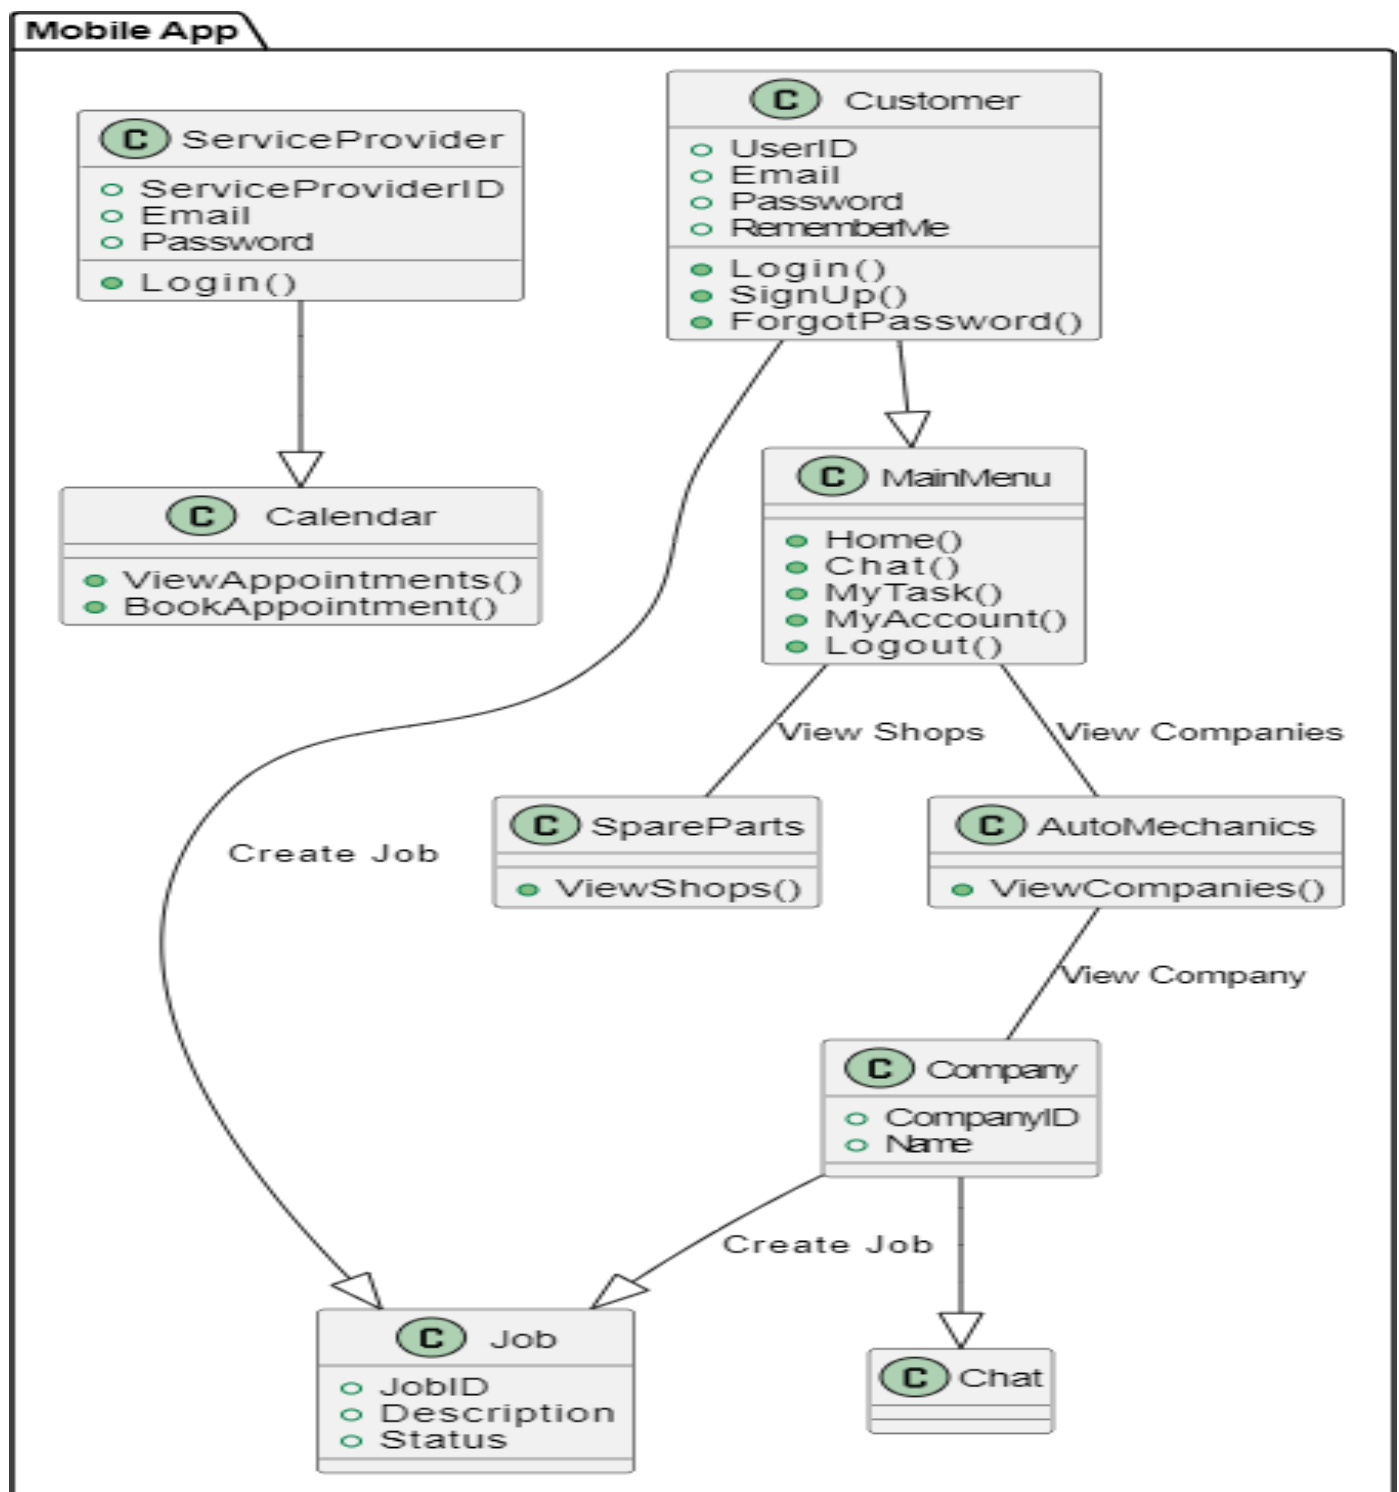 Mobile App
C ServiceProvider
ServiceProviderID
Email
Password
Login()
C Customer
UserID
Email
Password
RememberMe
Login()
SignUp()
ForgotPassword()
C Calendar
ViewAppointments()
BookAppointment()
C MainMenu
Home()
Chat()
MyTask()
MyAccount()
Logout()
View Shops
View Companies
Create Job
C SpareParts
ViewShops()
C AutoMechanics
ViewCompanies()
View Company
C Company
CompanyID
Name
Create Job
C Job
JobID
Description
Status
C Chat